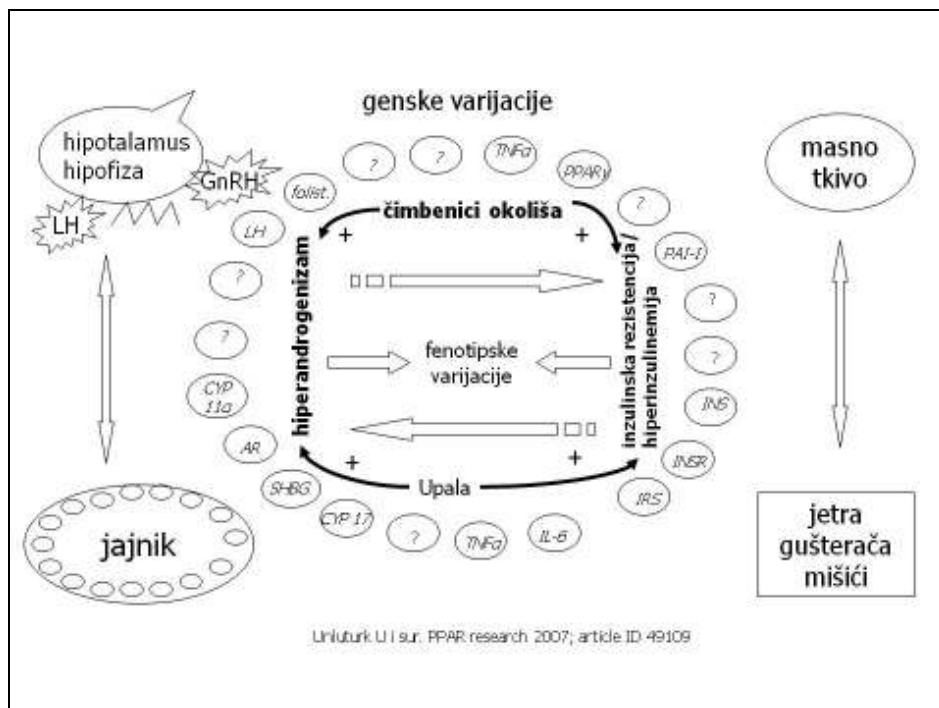 genske varijacije
hipotalamus
hipofiza
GnRH
LH
folist.
?
?
TNFα
PPARγ
?
PAI-I
?
?
INS
INSR
IRS
IL-6
TNFα
?
CYP 17
SHBG
AR
CYP
11a
?
?
LH
čimbenici okoliša
+
+
hiperandrogenizam
inzulinska rezistencija/
hiperinzulinemija
fenotipske
varijacije
+
+
Upala
masno
tkivo
jajnik
jetra
gušterača
mišići
Unluturk U i sur. PPAR research 2007; article ID 49109